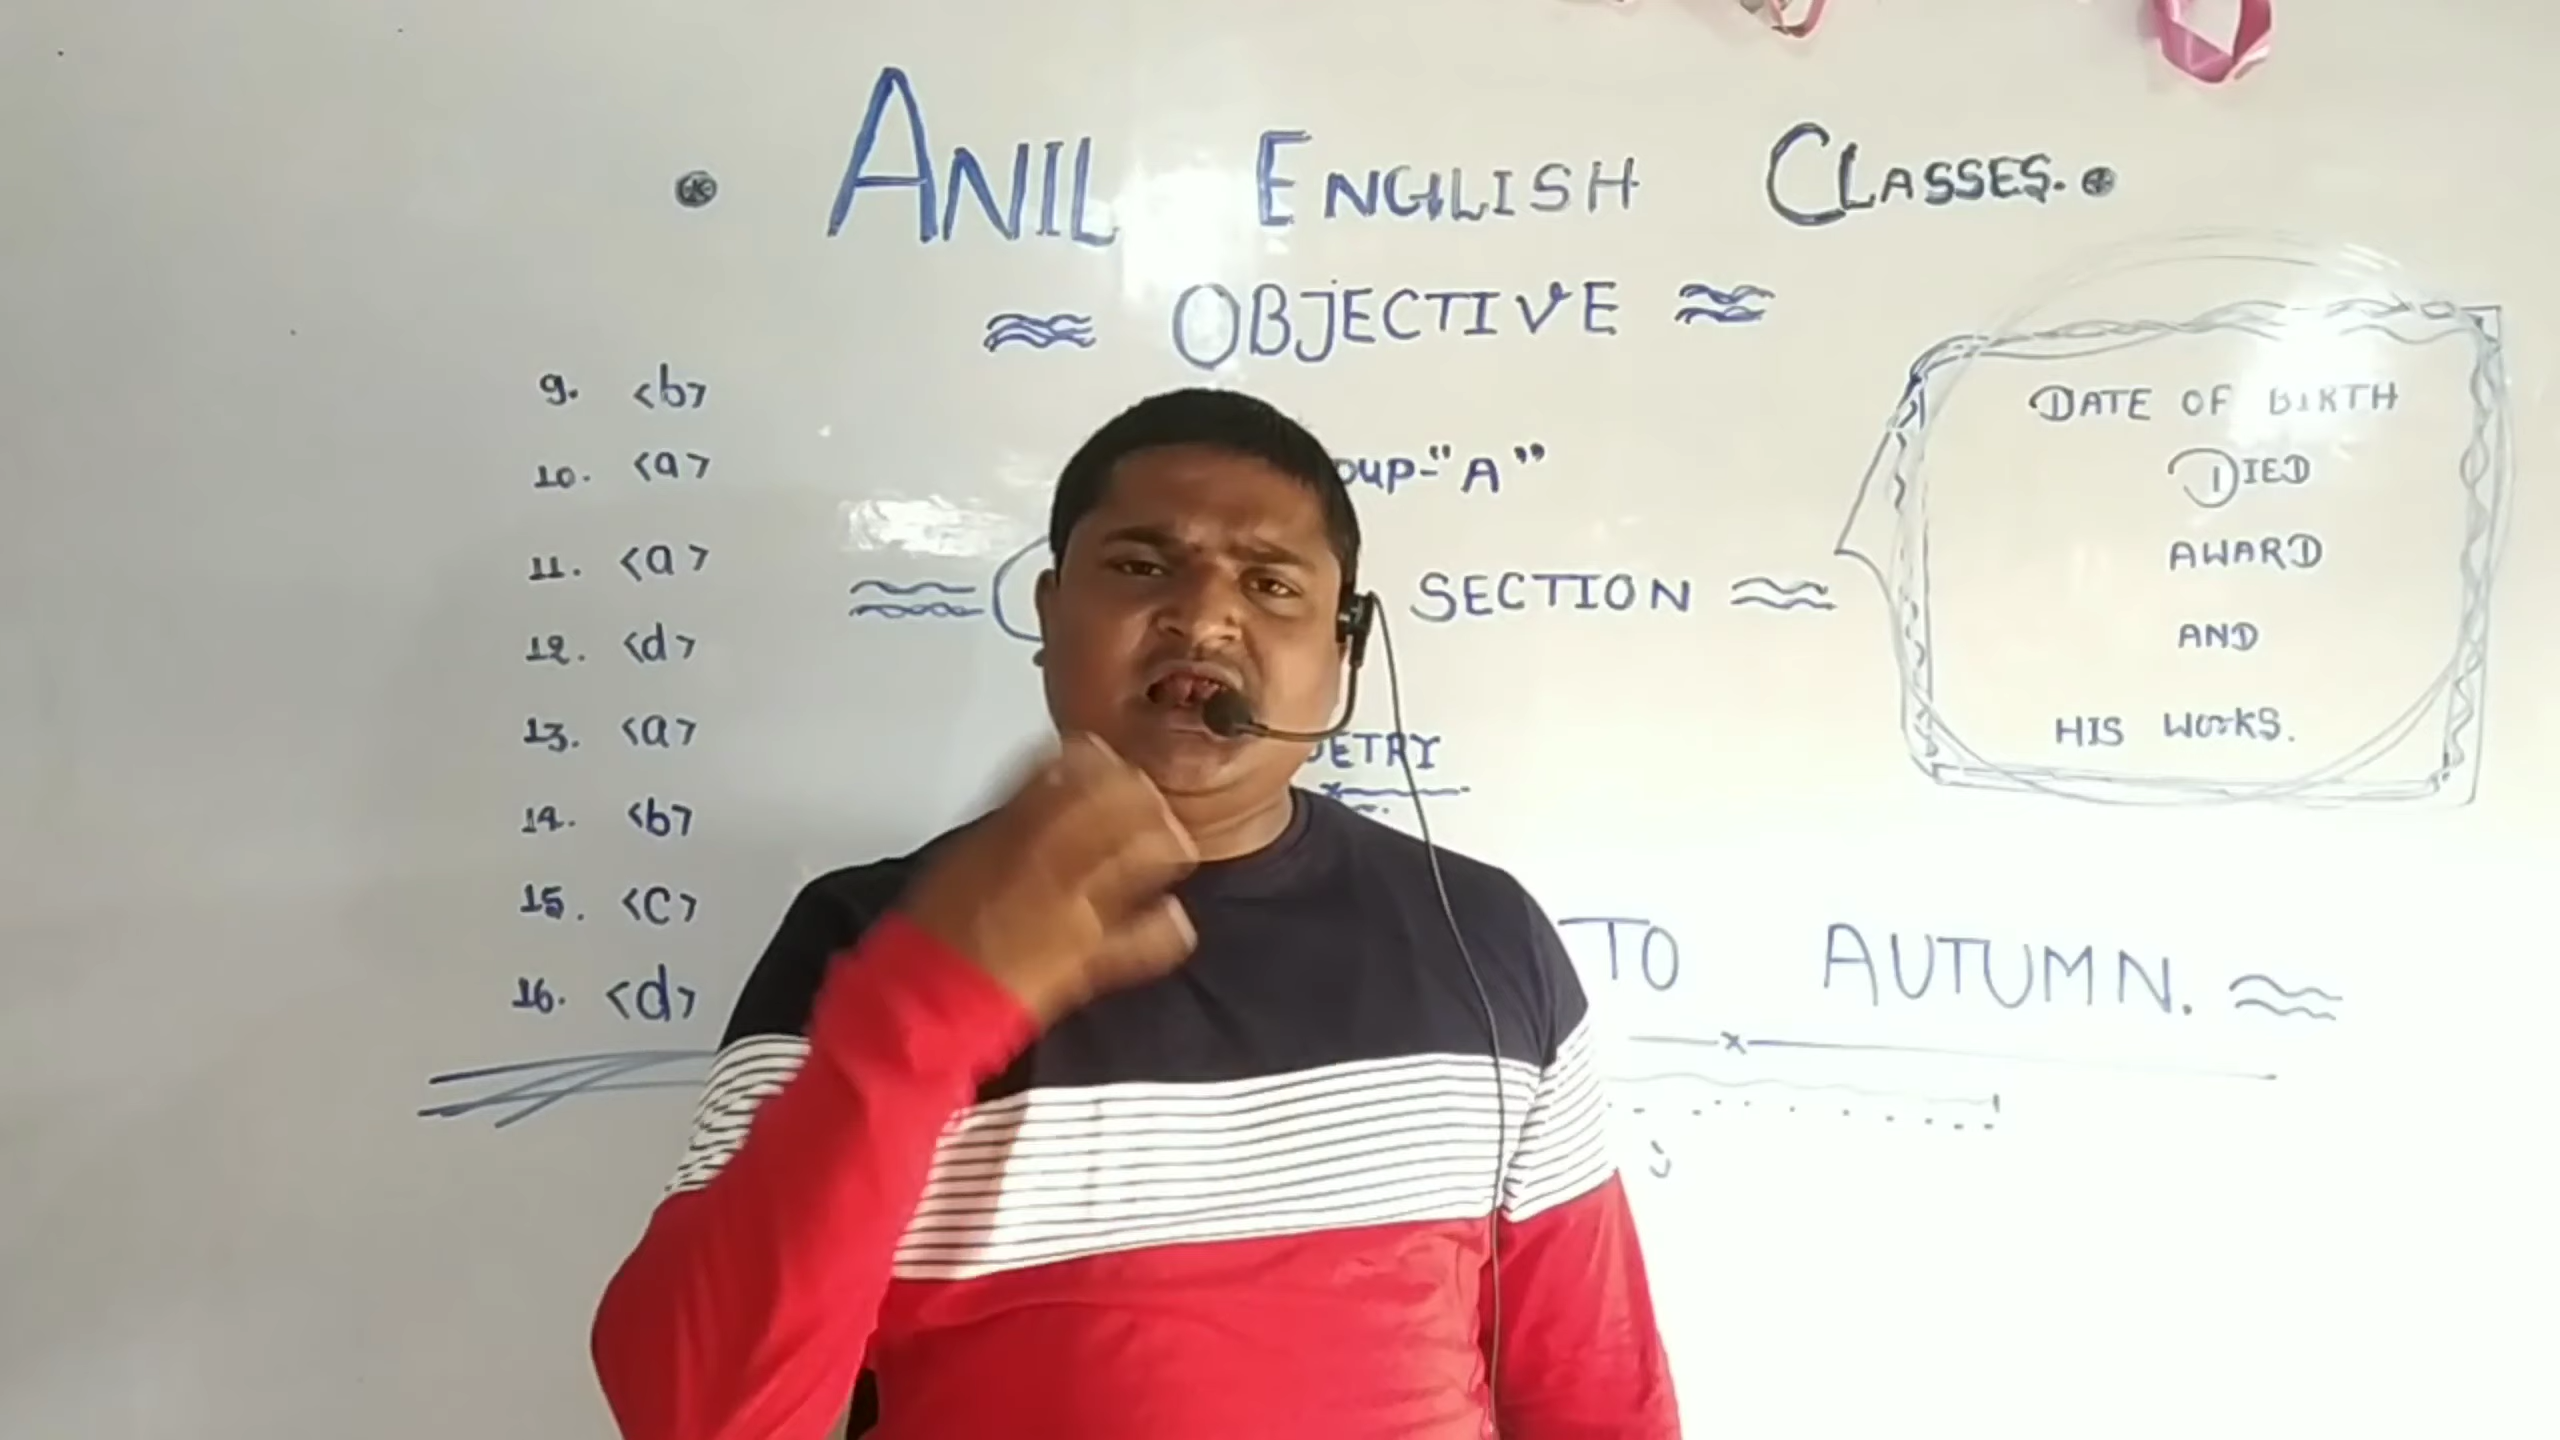 ANIL ENGLISH CLASSES.
OBJECTIVE
9. <b>
10. <a>
11. <a>
12. <d>
13. <a>
14. <b>
15. <c>
16. <d>
"A"
SECTION
TO AUTUMN.
DATE OF BIRTH
DIED
AWARD
AND
HIS WORKS.